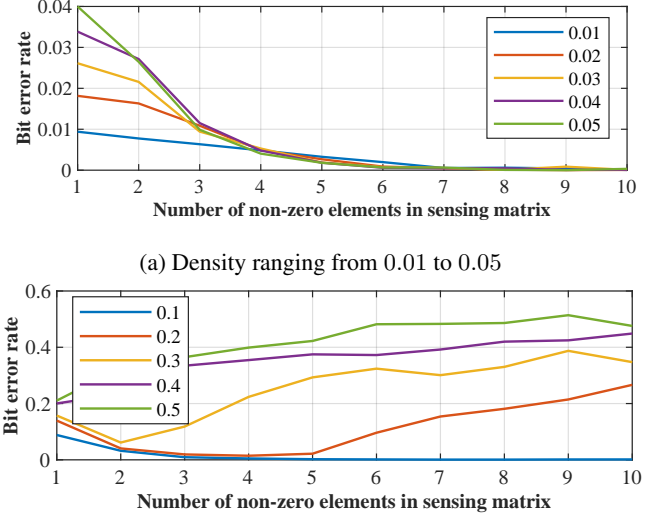 0.04
0.03
0.02
0.01
0
Bit error rate
0.01
0.02
0.03
0.04
0.05
1 2 3 4 5 6 7 8 9 10
Number of non-zero elements in sensing matrix
(a) Density ranging from 0.01 to 0.05
0.6
0.4
0.2
0
Bit error rate
0.1
0.2
0.3
0.4
0.5
1 2 3 4 5 6 7 8 9 10
Number of non-zero elements in sensing matrix